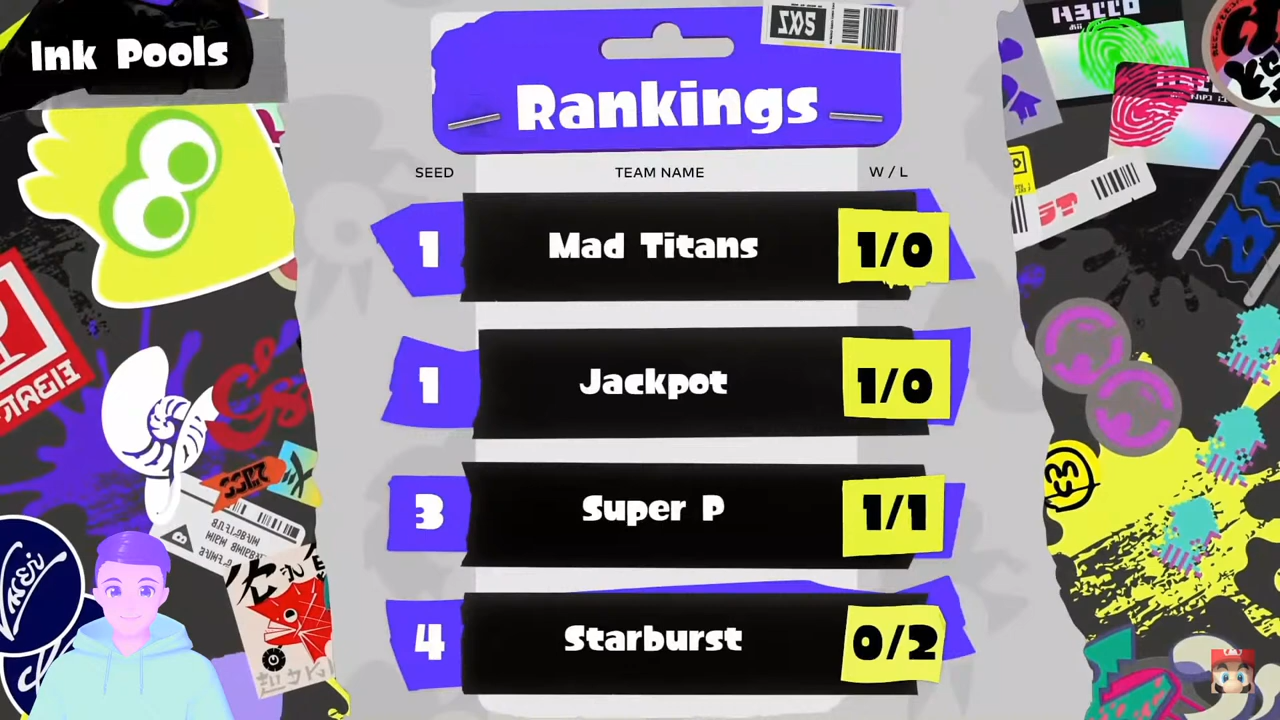 Ink Pools
Rankings
SEED TEAM NAME W / L
1 Mad Titans 1/0
1 Jackpot 1/0
3 Super P 1/1
4 Starburst 0/2